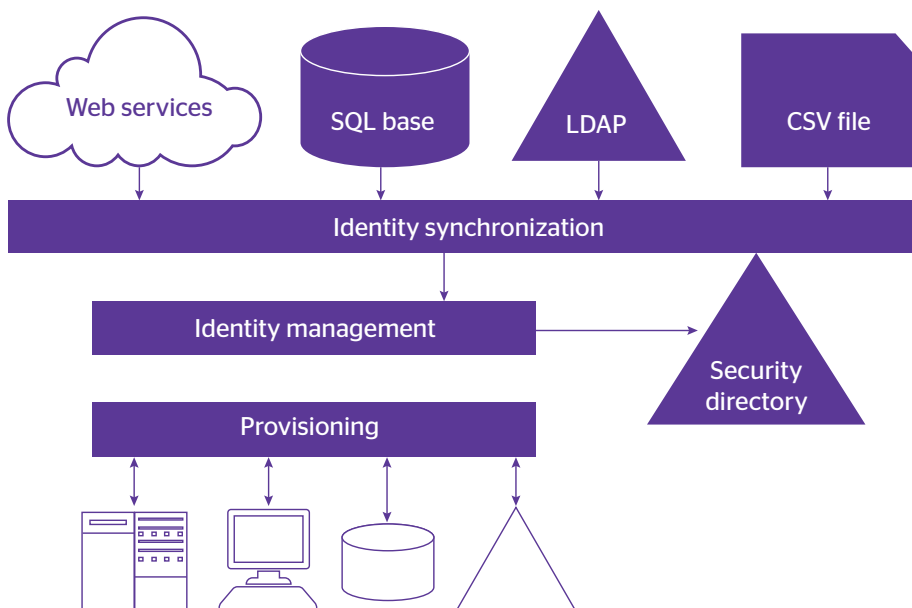 Web services
SQL base
LDAP
CSV file
Identity synchronization
Identity management
Security
directory
Provisioning